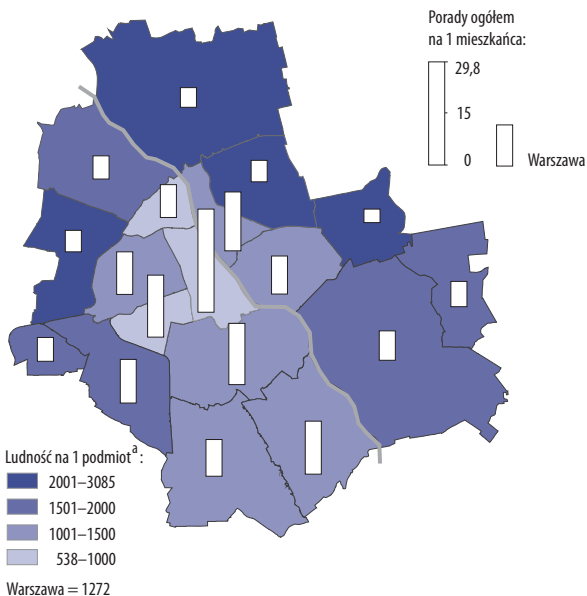 Porady ogółem
na 1 mieszkańca:
29,8
15
0
Warszawa
Ludność na 1 podmiot a :
2001–3085
1501–2000
1001–1500
538–1000
Warszawa = 1272